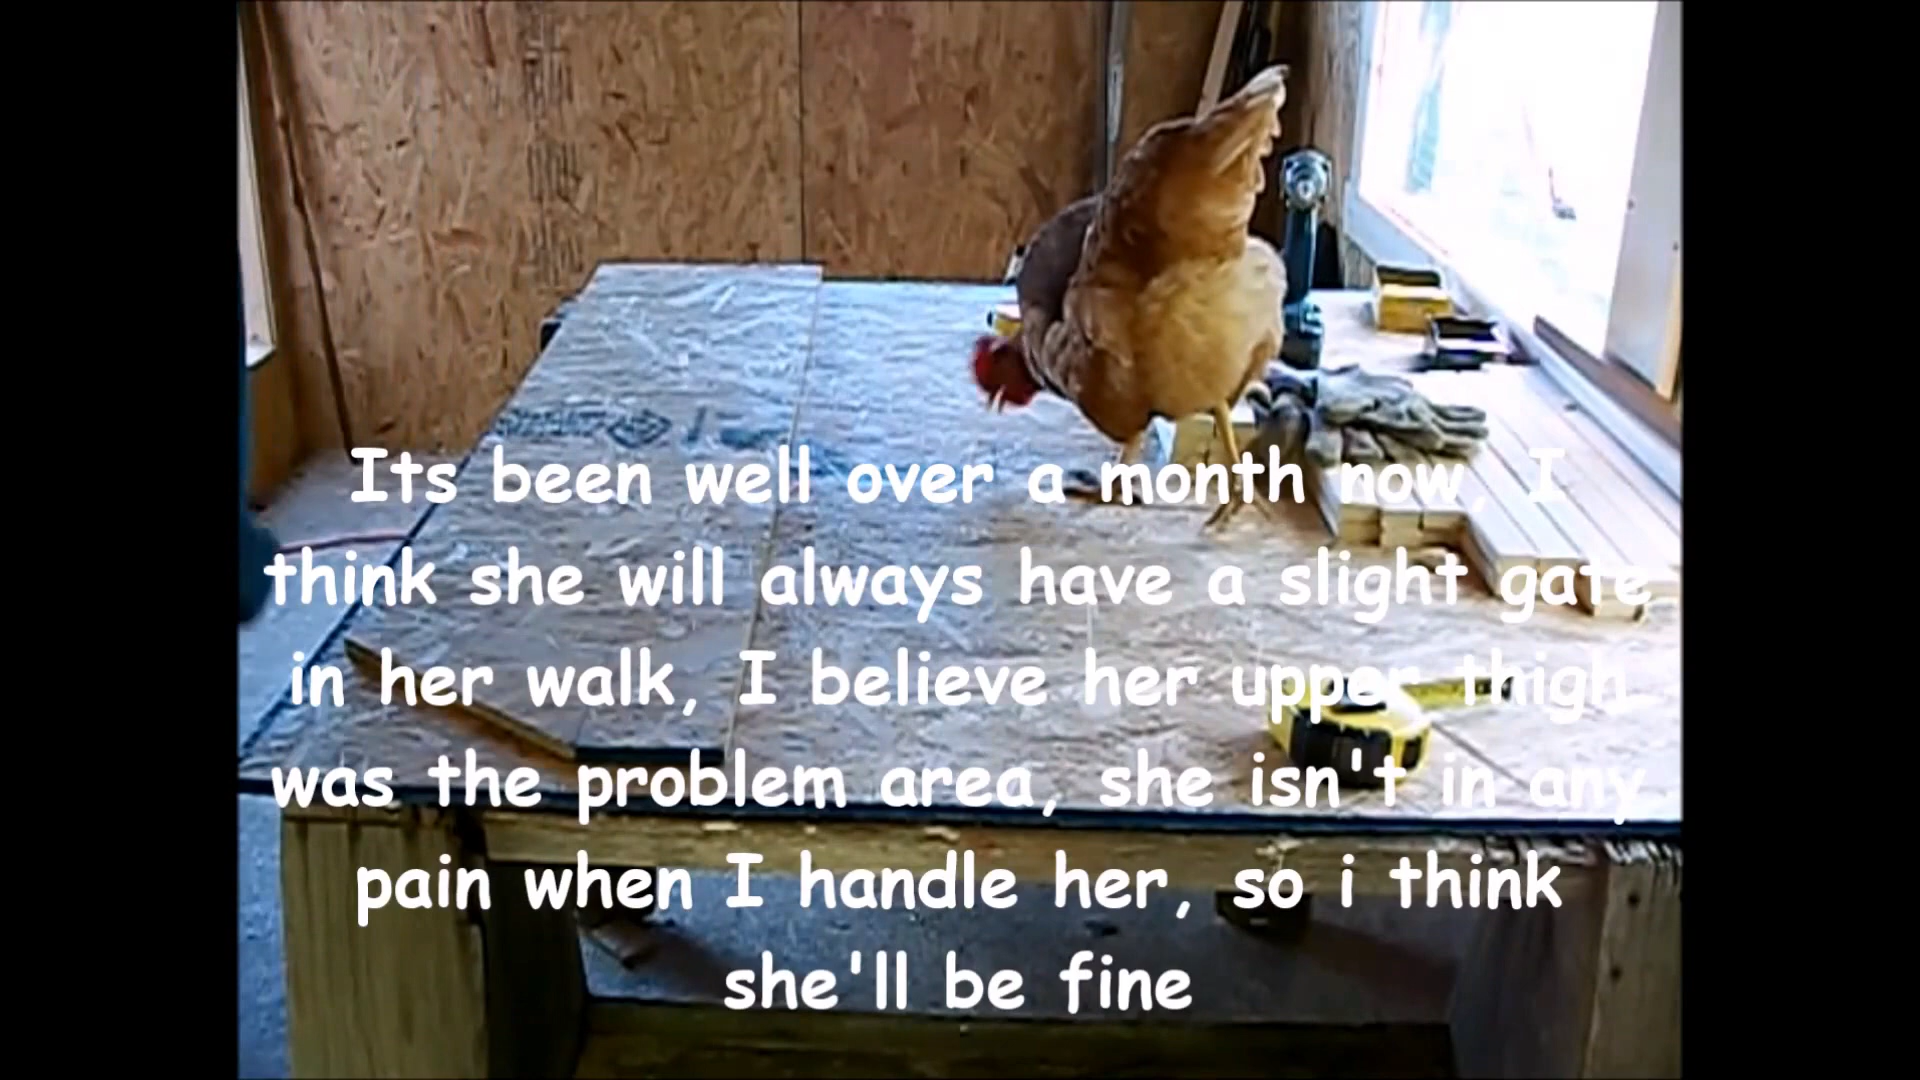 Its been well over a month now, I
think she will always have a slight gate
in her walk, I believe her upper thigh
was the problem area, she isn't in any
pain when I handle her, so i think
she'll be fine